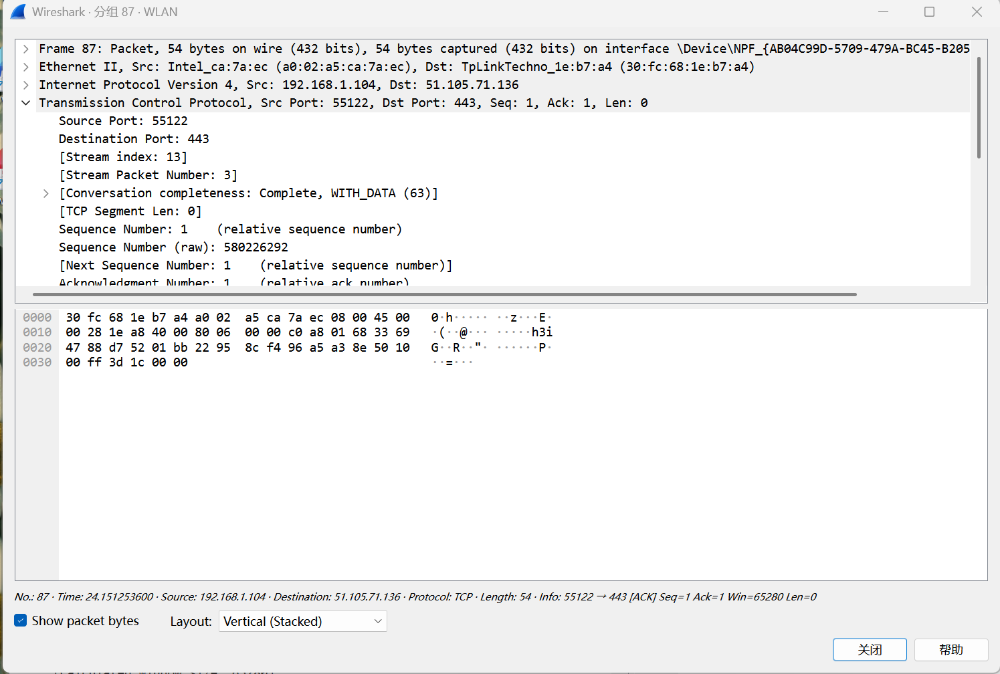 Wireshark · 分组 87 · WLAN
Frame 87: Packet, 54 bytes on wire (432 bits), 54 bytes captured (432 bits) on interface \Device\NPF_{AB04C99D-5709-479A-BC45-B205
Ethernet II, Src: Intel_ca:7a:ec (a0:02:a5:ca:7a:ec), Dst: TpLinkTechno_1e:b7:a4 (30:fc:68:1e:b7:a4)
Internet Protocol Version 4, Src: 192.168.1.104, Dst: 51.105.71.136
Transmission Control Protocol, Src Port: 55122, Dst Port: 443, Seq: 1, Ack: 1, Len: 0
Source Port: 55122
Destination Port: 443
[Stream index: 13]
[Stream Packet Number: 3]
[Conversation completeness: Complete, WITH_DATA (63)]
[TCP Segment Len: 0]
Sequence Number: 1    (relative sequence number)
Sequence Number (raw): 580226292
[Next Sequence Number: 1    (relative sequence number)]
Acknowledgment Number: 1    (relative ack number)
0000  30 fc 68 1e b7 a4 a0 02  a5 ca 7a ec 08 00 45 00   0·h····· ··z···E·
0010  00 28 1e a8 40 00 80 06  00 00 c0 a8 01 68 33 69   ·(··@··· ·····h3i
0020  47 88 d7 52 01 bb 22 95  8c f4 96 a5 a3 8e 50 10   G··R··"· ······P·
0030  00 ff 3d 1c 00 00   ··=···
No.: 87 · Time: 24.151253600 · Source: 192.168.1.104 · Destination: 51.105.71.136 · Protocol: TCP · Length: 54 · Info: 55122 → 443 [ACK] Seq=1 Ack=1 Win=65280 Len=0
Show packet bytes
Layout: Vertical (Stacked)
关闭 帮助